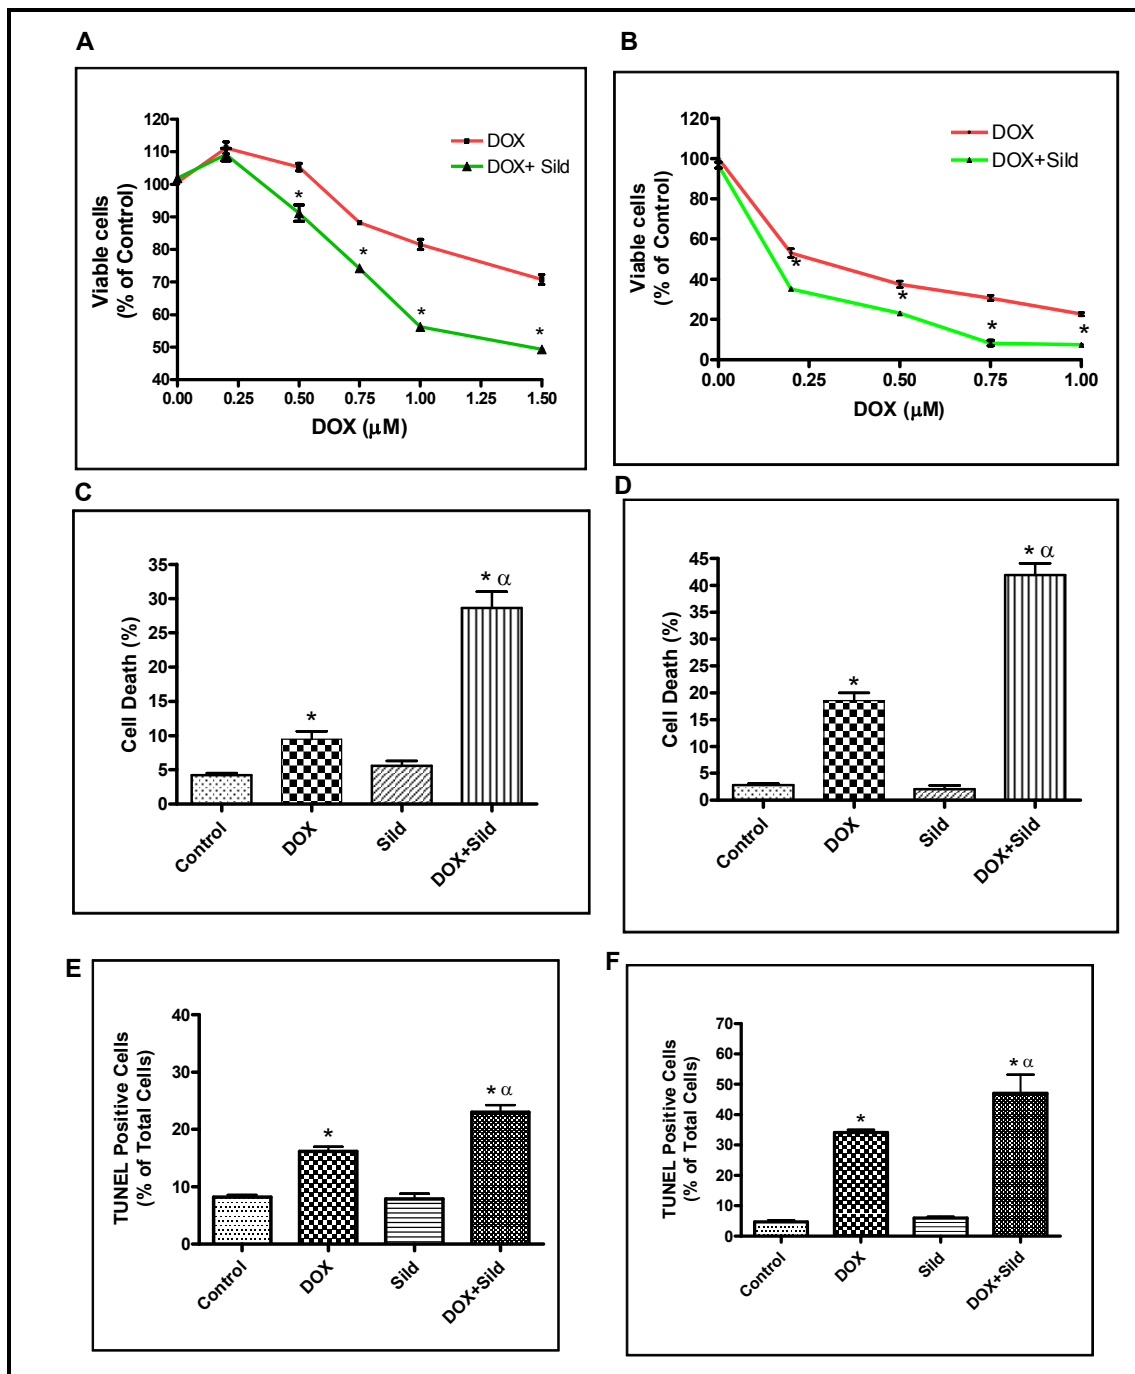 A
120
110
100
90
80
70
60
50
40
Viable cells
(% of Control)
DOX
DOX+ Sild
*
*
*
*
0.00 0.25 0.50 0.75 1.00 1.25 1.50
DOX (μM)
B
120
100
80
60
40
20
0
Viable cells
(% of Control)
DOX
DOX+Sild
*
*
*
*
0.00 0.25 0.50 0.75 1.00
DOX (μM)
C
35
30
25
20
15
10
5
0
Cell Death (%)
*
* α
Control DOX Sild DOX+Sild
D
45
40
35
30
25
20
15
10
5
0
Cell Death (%)
*
* α
Control DOX Sild DOX+Sild
E
40
30
20
10
0
TUNEL Positive Cells
(% of Total Cells)
*
* α
Control DOX Sild DOX+Sild
F
70
60
50
40
30
20
10
0
TUNEL Positive Cells
(% of Total Cells)
*
* α
Control DOX Sild DOX+Sild